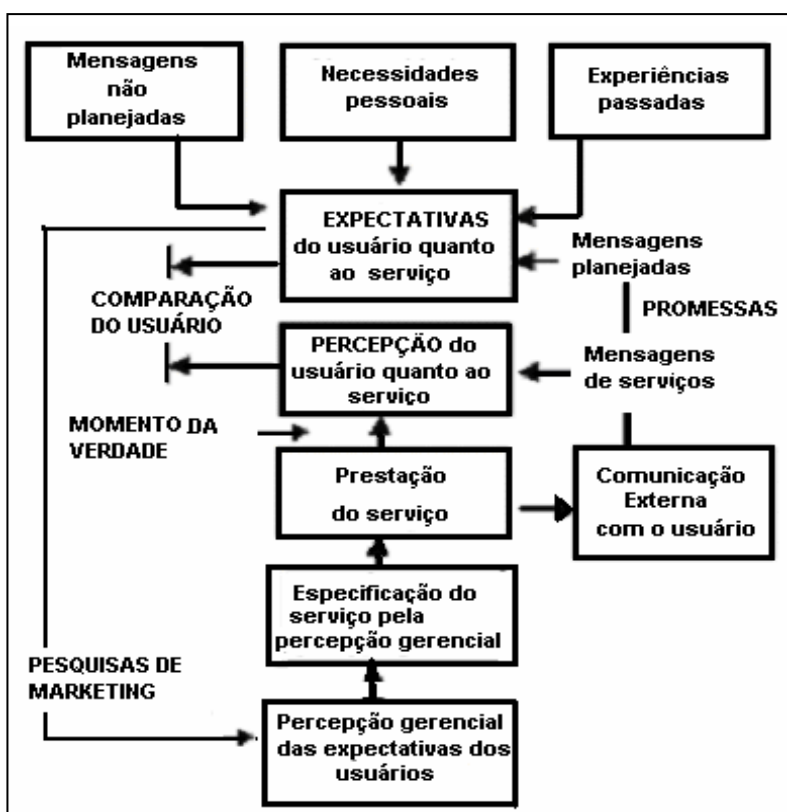 Mensagens
não
planejadas
Necessidades
pessoais
Experiências
passadas
EXPECTATIVAS
do usuário quanto
ao serviço
Mensagens
planejadas
COMPARAÇÃO
DO USUÁRIO
PROMESSAS
PERCEPÇÃO do
usuário quanto ao
serviço
Mensagens
de serviços
MOMENTO DA
VERDADE
Prestação
do serviço
Comunicação
Externa
com o usuário
Especificação do
serviço pela
percepção gerencial
PESQUISAS DE
MARKETING
Percepção gerencial
das expectativas dos
usuários